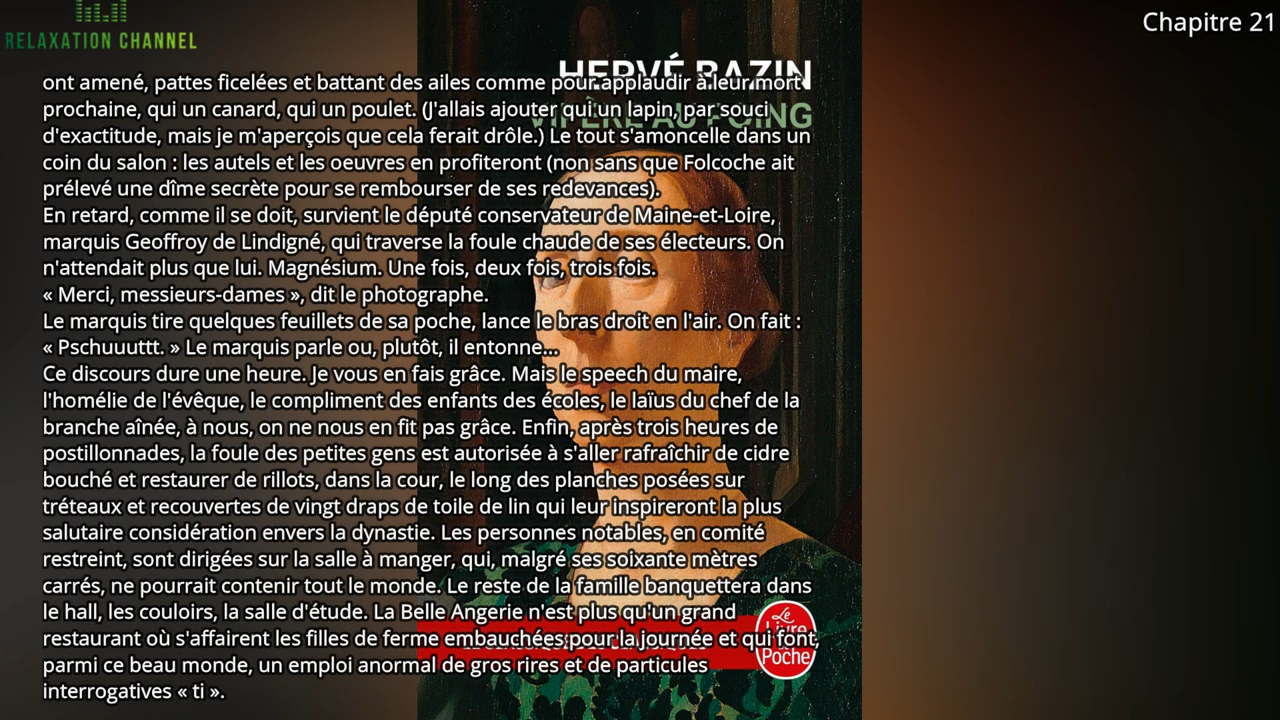 RELAXATION CHANNEL
Chapitre 21
HERVÉ BAZIN
VIPÈRE AU POING
ont amené, pattes ficelées et battant des ailes comme pour applaudir à leur mort
prochaine, qui un canard, qui un poulet. (J'allais ajouter qui un lapin, par souci
d'exactitude, mais je m'aperçois que cela ferait drôle.) Le tout s'amoncelle dans un
coin du salon : les autels et les oeuvres en profiteront (non sans que Folcoche ait
prélevé une dîme secrète pour se rembourser de ses redevances).
En retard, comme il se doit, survient le député conservateur de Maine-et-Loire,
marquis Geoffroy de Lindigné, qui traverse la foule chaude de ses électeurs. On
n'attendait plus que lui. Magnésium. Une fois, deux fois, trois fois.
« Merci, messieurs-dames », dit le photographe.
Le marquis tire quelques feuillets de sa poche, lance le bras droit en l'air. On fait :
« Pschuuuttt. » Le marquis parle ou, plutôt, il entonne...
Ce discours dure une heure. Je vous en fais grâce. Mais le speech du maire,
l'homélie de l'évêque, le compliment des enfants des écoles, le laïus du chef de la
branche aînée, à nous, on ne nous en fit pas grâce. Enfin, après trois heures de
postillonnades, la foule des petites gens est autorisée à s'aller rafraîchir de cidre
bouché et restaurer de rillots, dans la cour, le long des planches posées sur
tréteaux et recouvertes de vingt draps de toile de lin qui leur inspireront la plus
salutaire considération envers la dynastie. Les personnes notables, en comité
restreint, sont dirigées sur la salle à manger, qui, malgré ses soixante mètres
carrés, ne pourrait contenir tout le monde. Le reste de la famille banquettera dans
le hall, les couloirs, la salle d'étude. La Belle Angerie n'est plus qu'un grand
restaurant où s'affairent les filles de ferme embauchées pour la journée et qui font,
parmi ce beau monde, un emploi anormal de gros rires et de particules
interrogatives « ti ».
Le
Livre
Poche